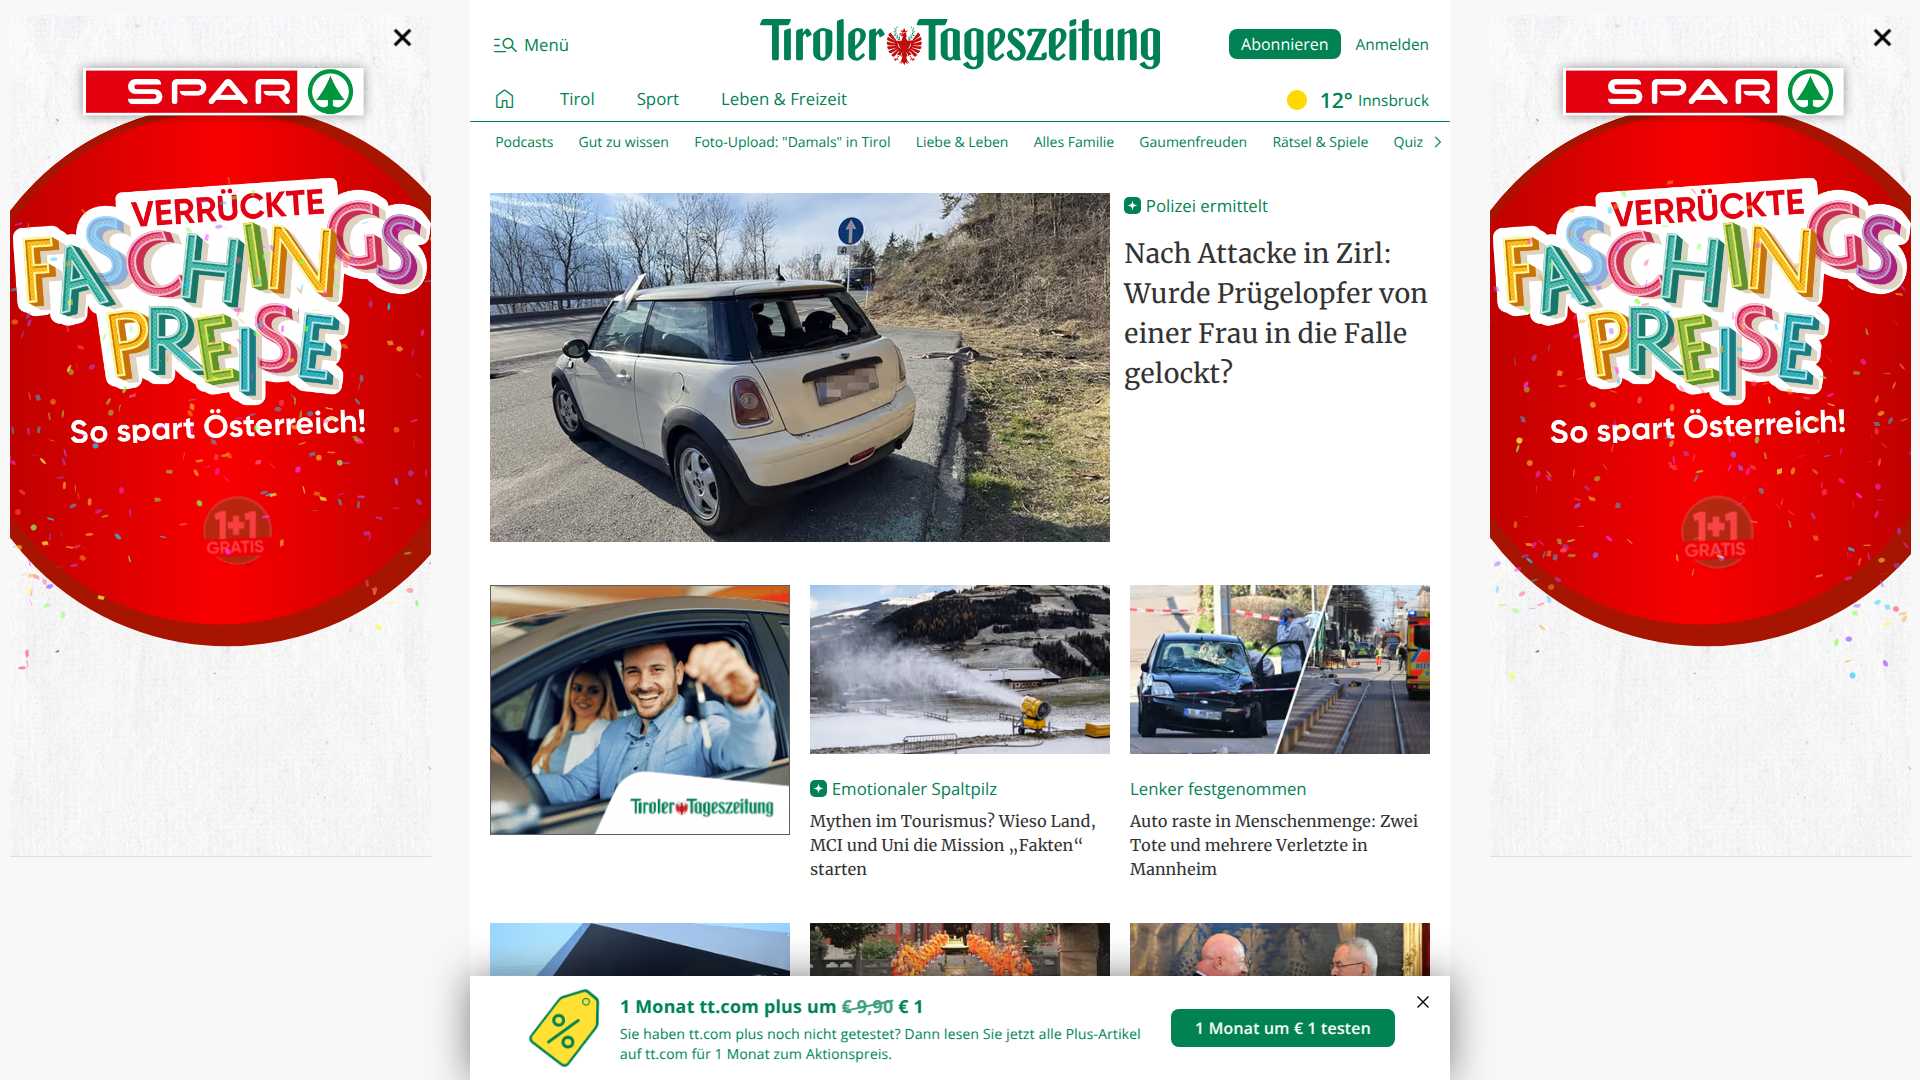 Menü
Tiroler Tageszeitung
Abonnieren
Anmelden
Tirol
Sport
Leben & Freizeit
12° Innsbruck
Podcasts
Gut zu wissen
Foto-Upload: "Damals" in Tirol
Liebe & Leben
Alles Familie
Gaumenfreuden
Rätsel & Spiele
Quiz
SPAR
VERRÜCKTE
FASCHINGS
PREISE
So spart Österreich!
1+1
GRATIS
Polizei ermittelt
Nach Attacke in Zirl:
Wurde Prügelopfer von
einer Frau in die Falle
gelockt?
Tiroler Tageszeitung
Emotionaler Spaltpilz
Mythen im Tourismus? Wieso Land,
MCI und Uni die Mission „Fakten“
starten
Lenker festgenommen
Auto raste in Menschenmenge: Zwei
Tote und mehrere Verletzte in
Mannheim
SPAR
VERRÜCKTE
FASCHINGS
PREISE
So spart Österreich!
1+1
GRATIS
1 Monat tt.com plus um € 9,90 € 1
Sie haben tt.com plus noch nicht getestet? Dann lesen Sie jetzt alle Plus-Artikel
auf tt.com für 1 Monat zum Aktionspreis.
1 Monat um € 1 testen